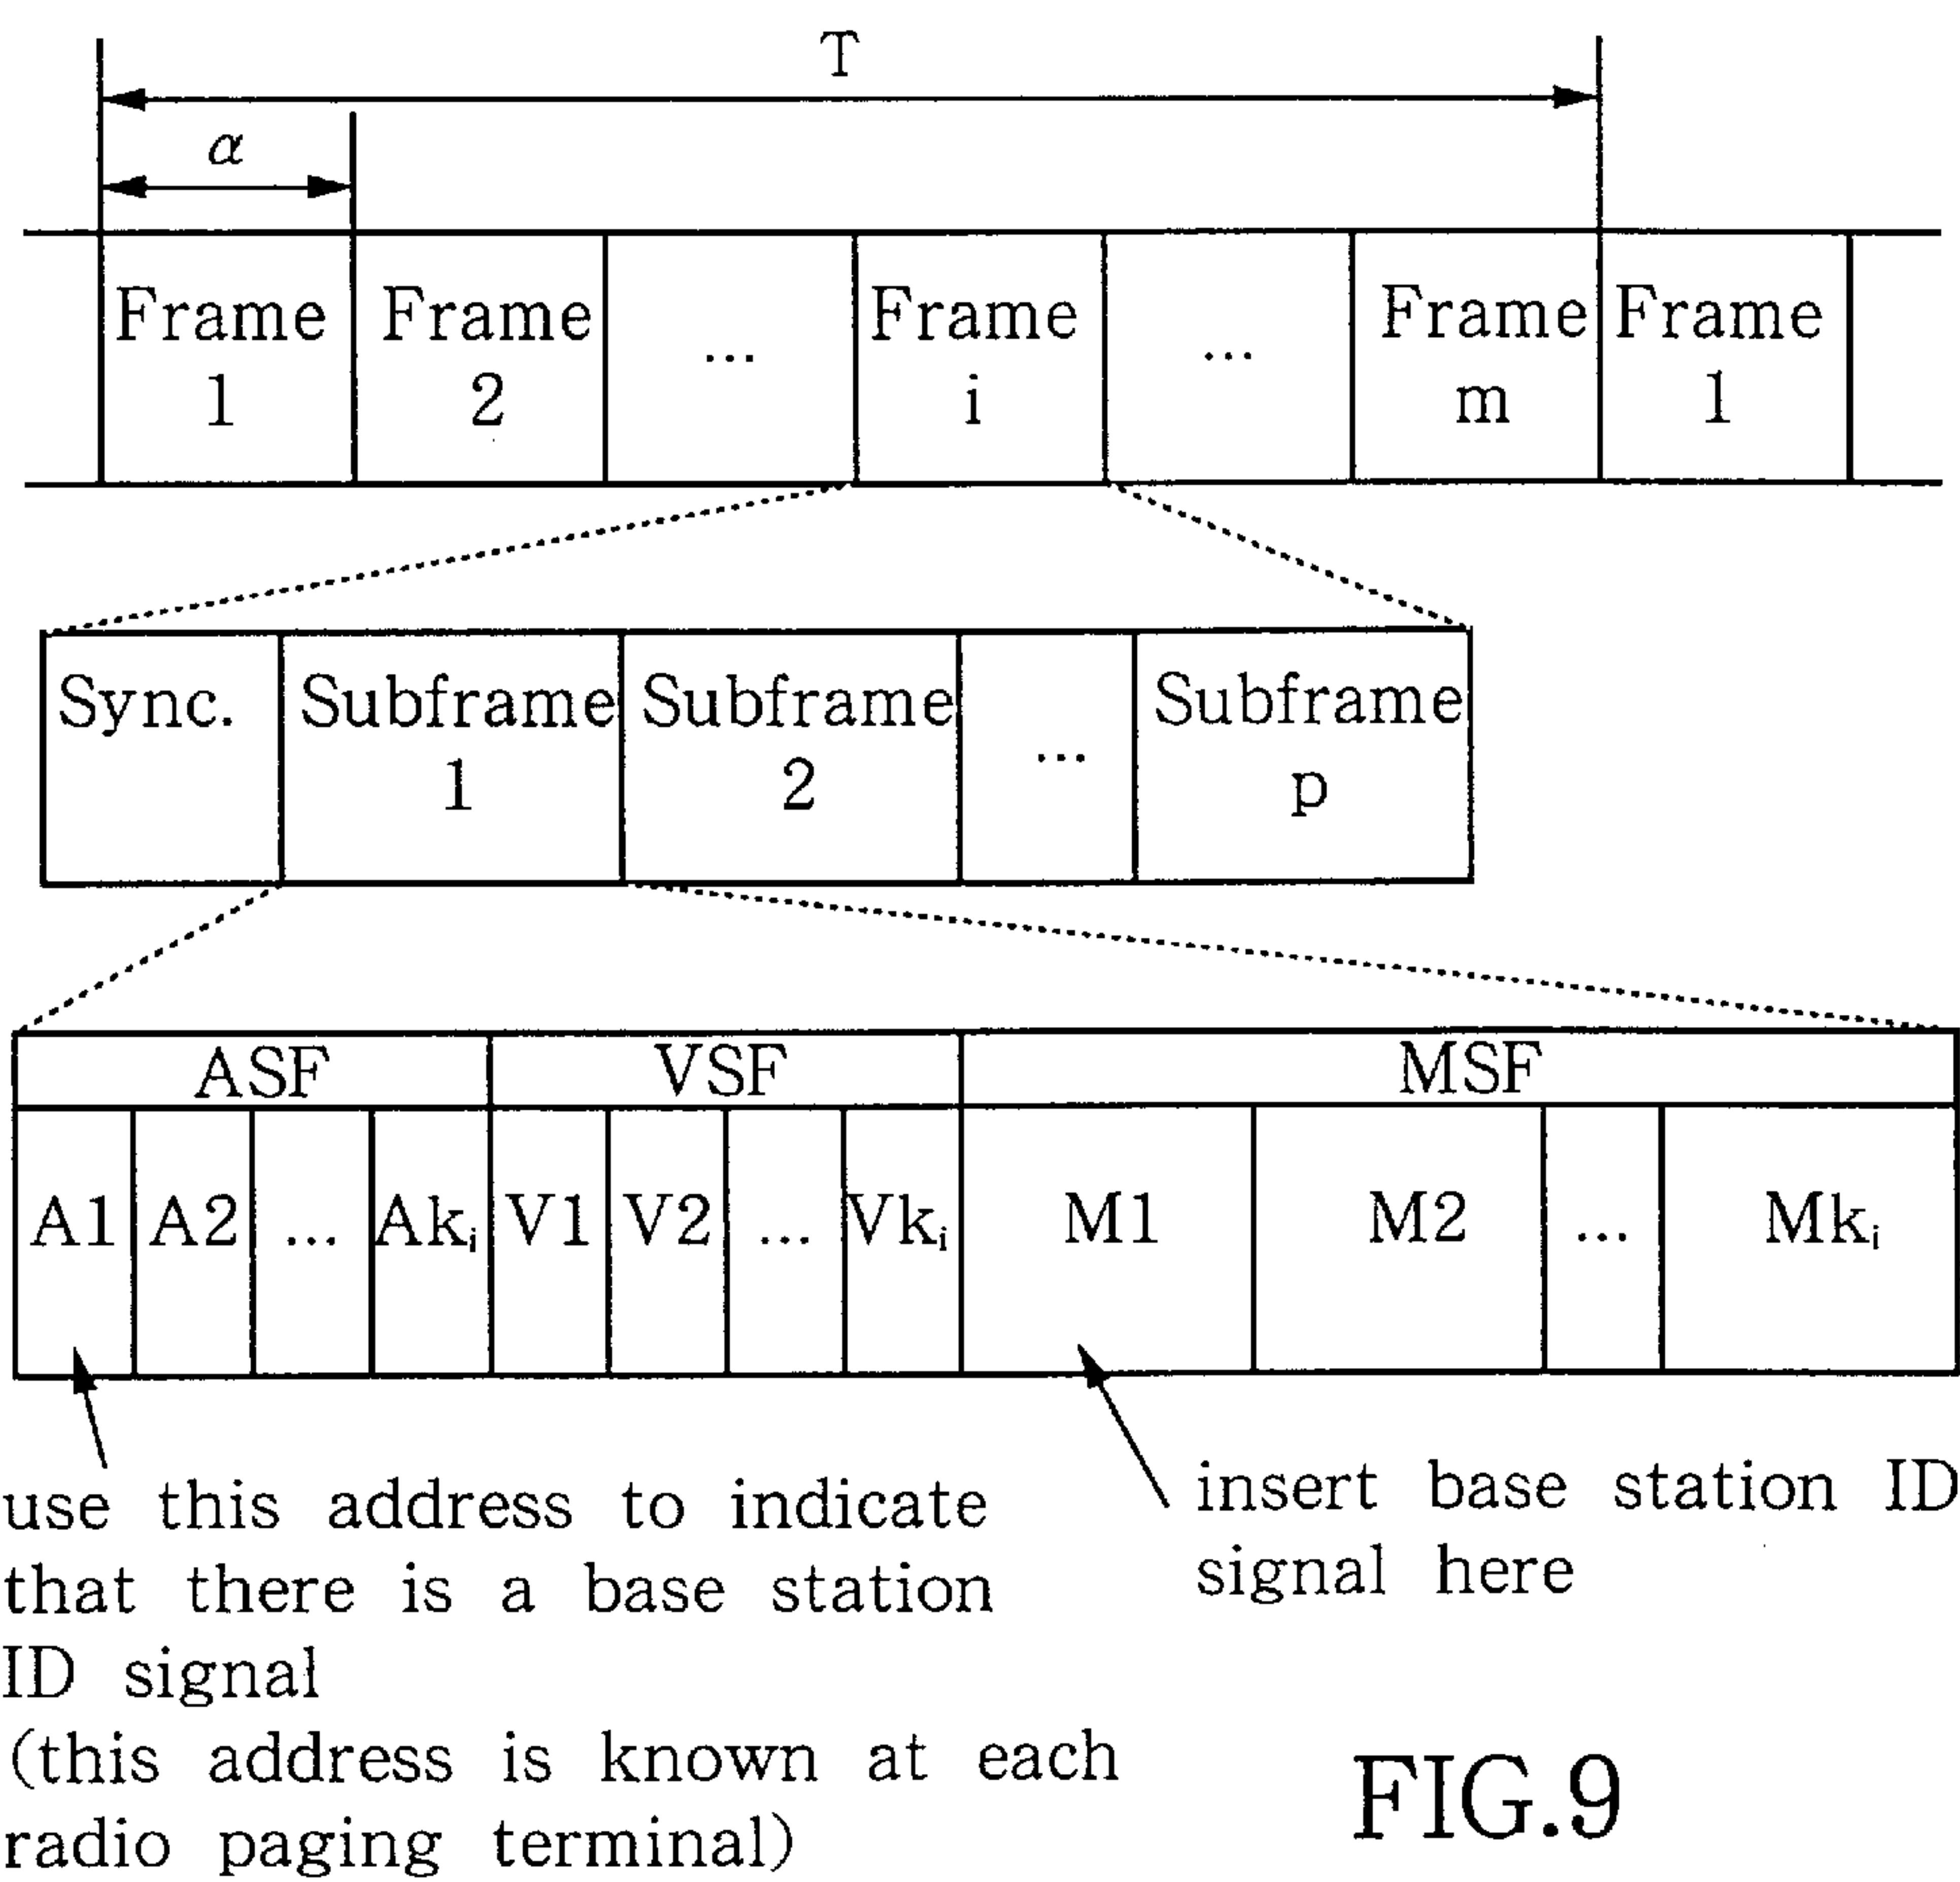 T
α
Frame 1
Frame 2
...
Frame i
...
Frame m
Frame 1
Sync.
Subframe 1
Subframe 2
...
Subframe p
ASF VSF MSF
A1 A2 ... Akᵢ V1 V2 ... Vkᵢ M1 M2 ... Mkᵢ
use this address to indicate
that there is a base station
ID signal
(this address is known at each
radio paging terminal)
insert base station ID
signal here
FIG.9